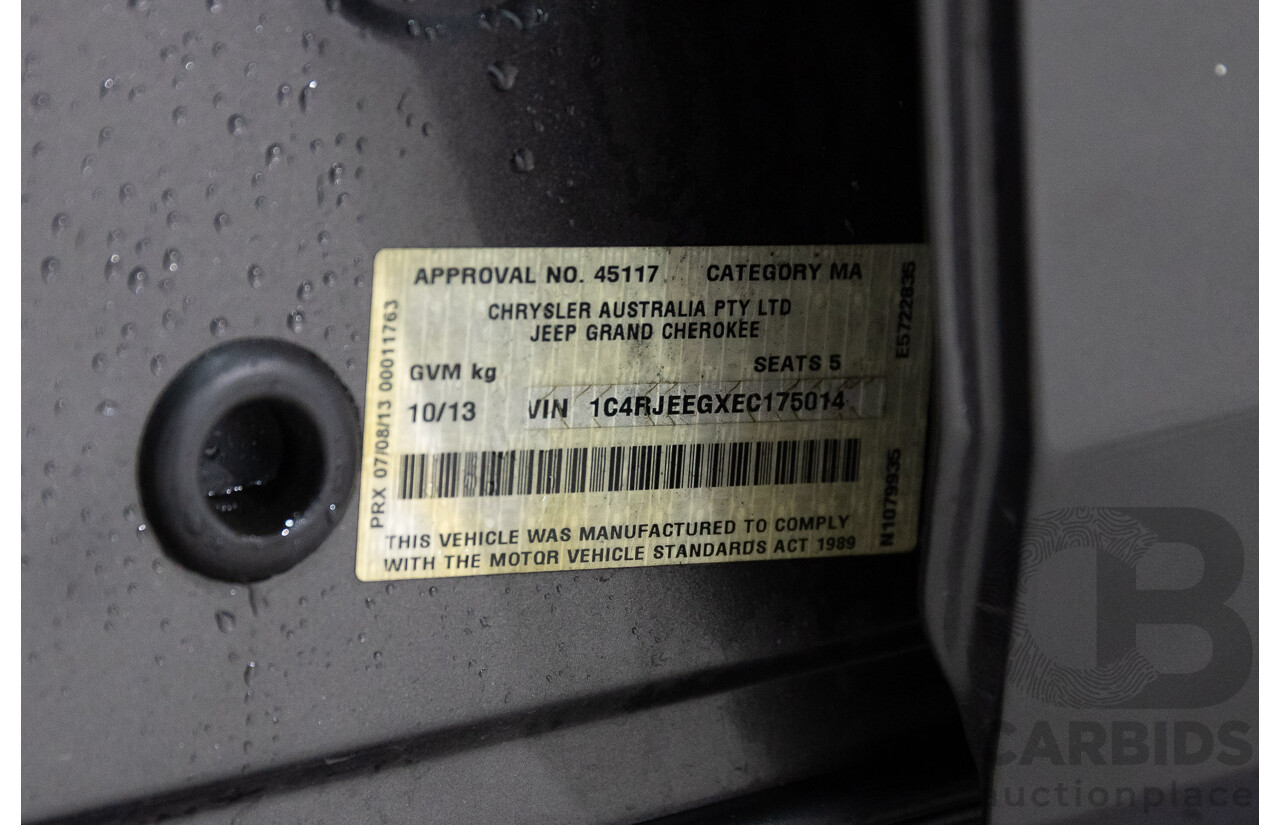 APPROVAL NO. 45117 CATEGORY MA
CHRYSLER AUSTRALIA PTY LTD
JEEP GRAND CHEROKEE
GVM kg SEATS 5
10/13 VIN 1C4RJEEGXEC175014
THIS VEHICLE WAS MANUFACTURED TO COMPLY
WITH THE MOTOR VEHICLE STANDARDS ACT 1989
PRX 07/08/13 00011763
E5722835
N1079935
CB
CARBIDS
auctionplace